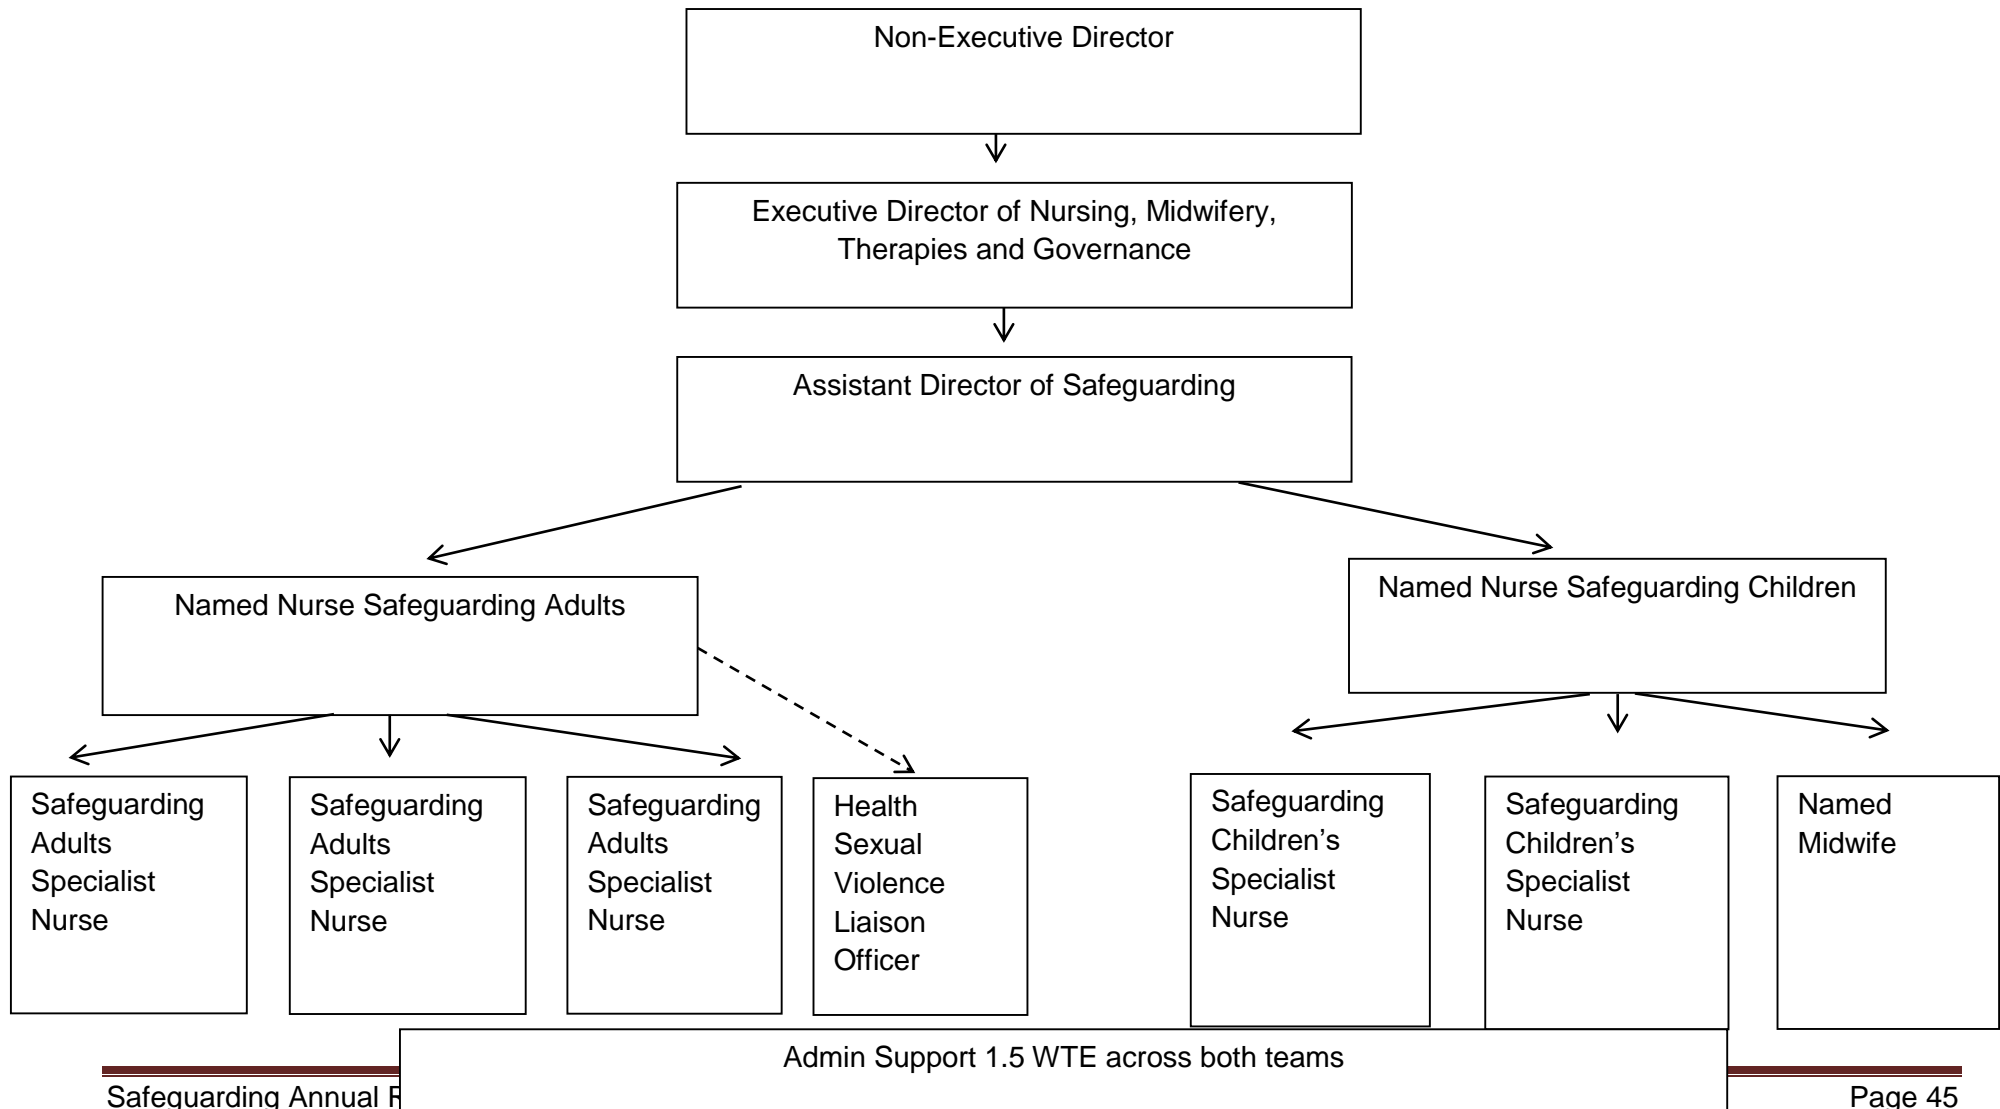 Non-Executive Director
Executive Director of Nursing, Midwifery,
Therapies and Governance
Assistant Director of Safeguarding
Named Nurse Safeguarding Adults
Named Nurse Safeguarding Children
Safeguarding
Adults
Specialist
Nurse
Safeguarding
Adults
Specialist
Nurse
Safeguarding
Adults
Specialist
Nurse
Health
Sexual
Violence
Liaison
Officer
Safeguarding
Children’s
Specialist
Nurse
Safeguarding
Children’s
Specialist
Nurse
Named
Midwife
Admin Support 1.5 WTE across both teams
Safeguarding Annual
Page 45